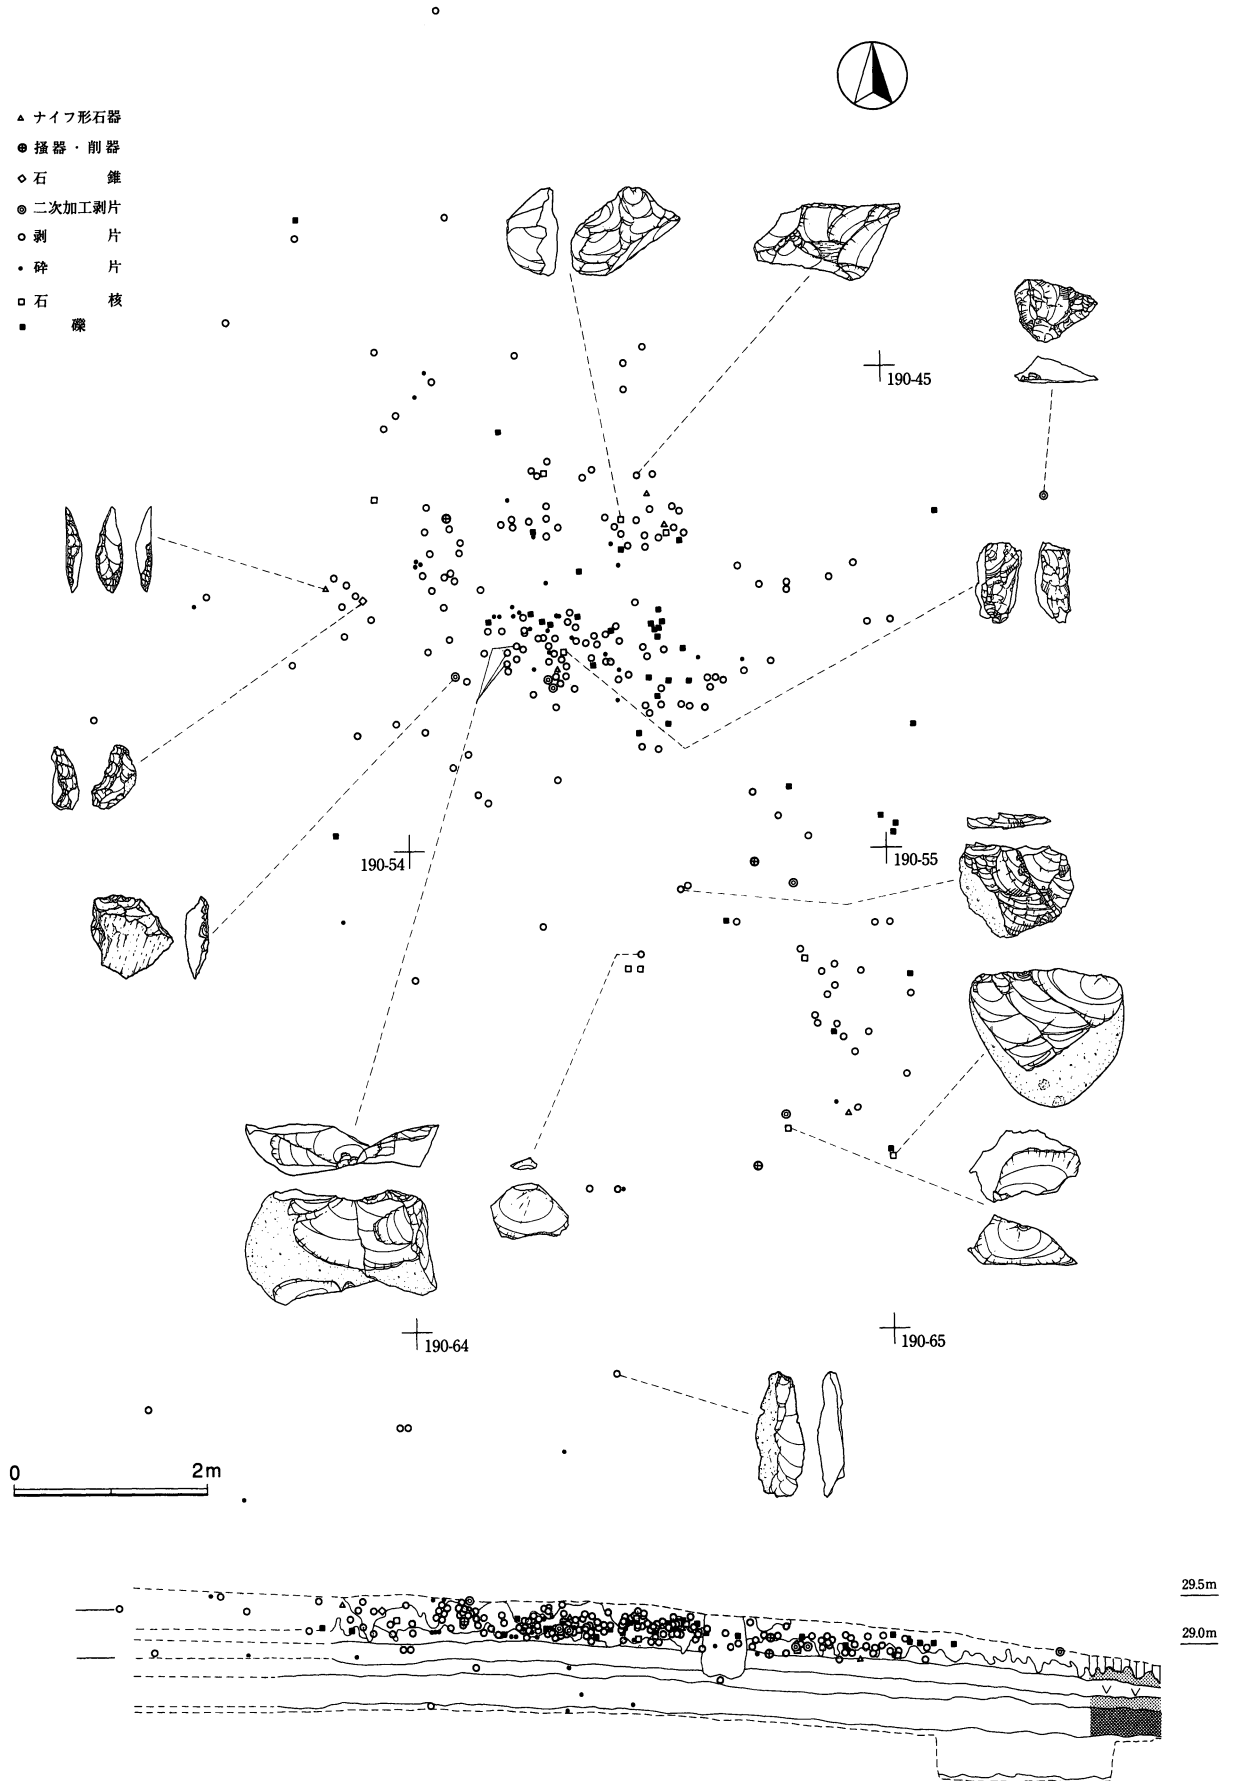 ナイフ形石器
掻器・削器
石錐
二次加工剥片
剥片
砕片
石核
礫
190-45
190-54
190-55
190-64
190-65
0 2m
29.5m
29.0m